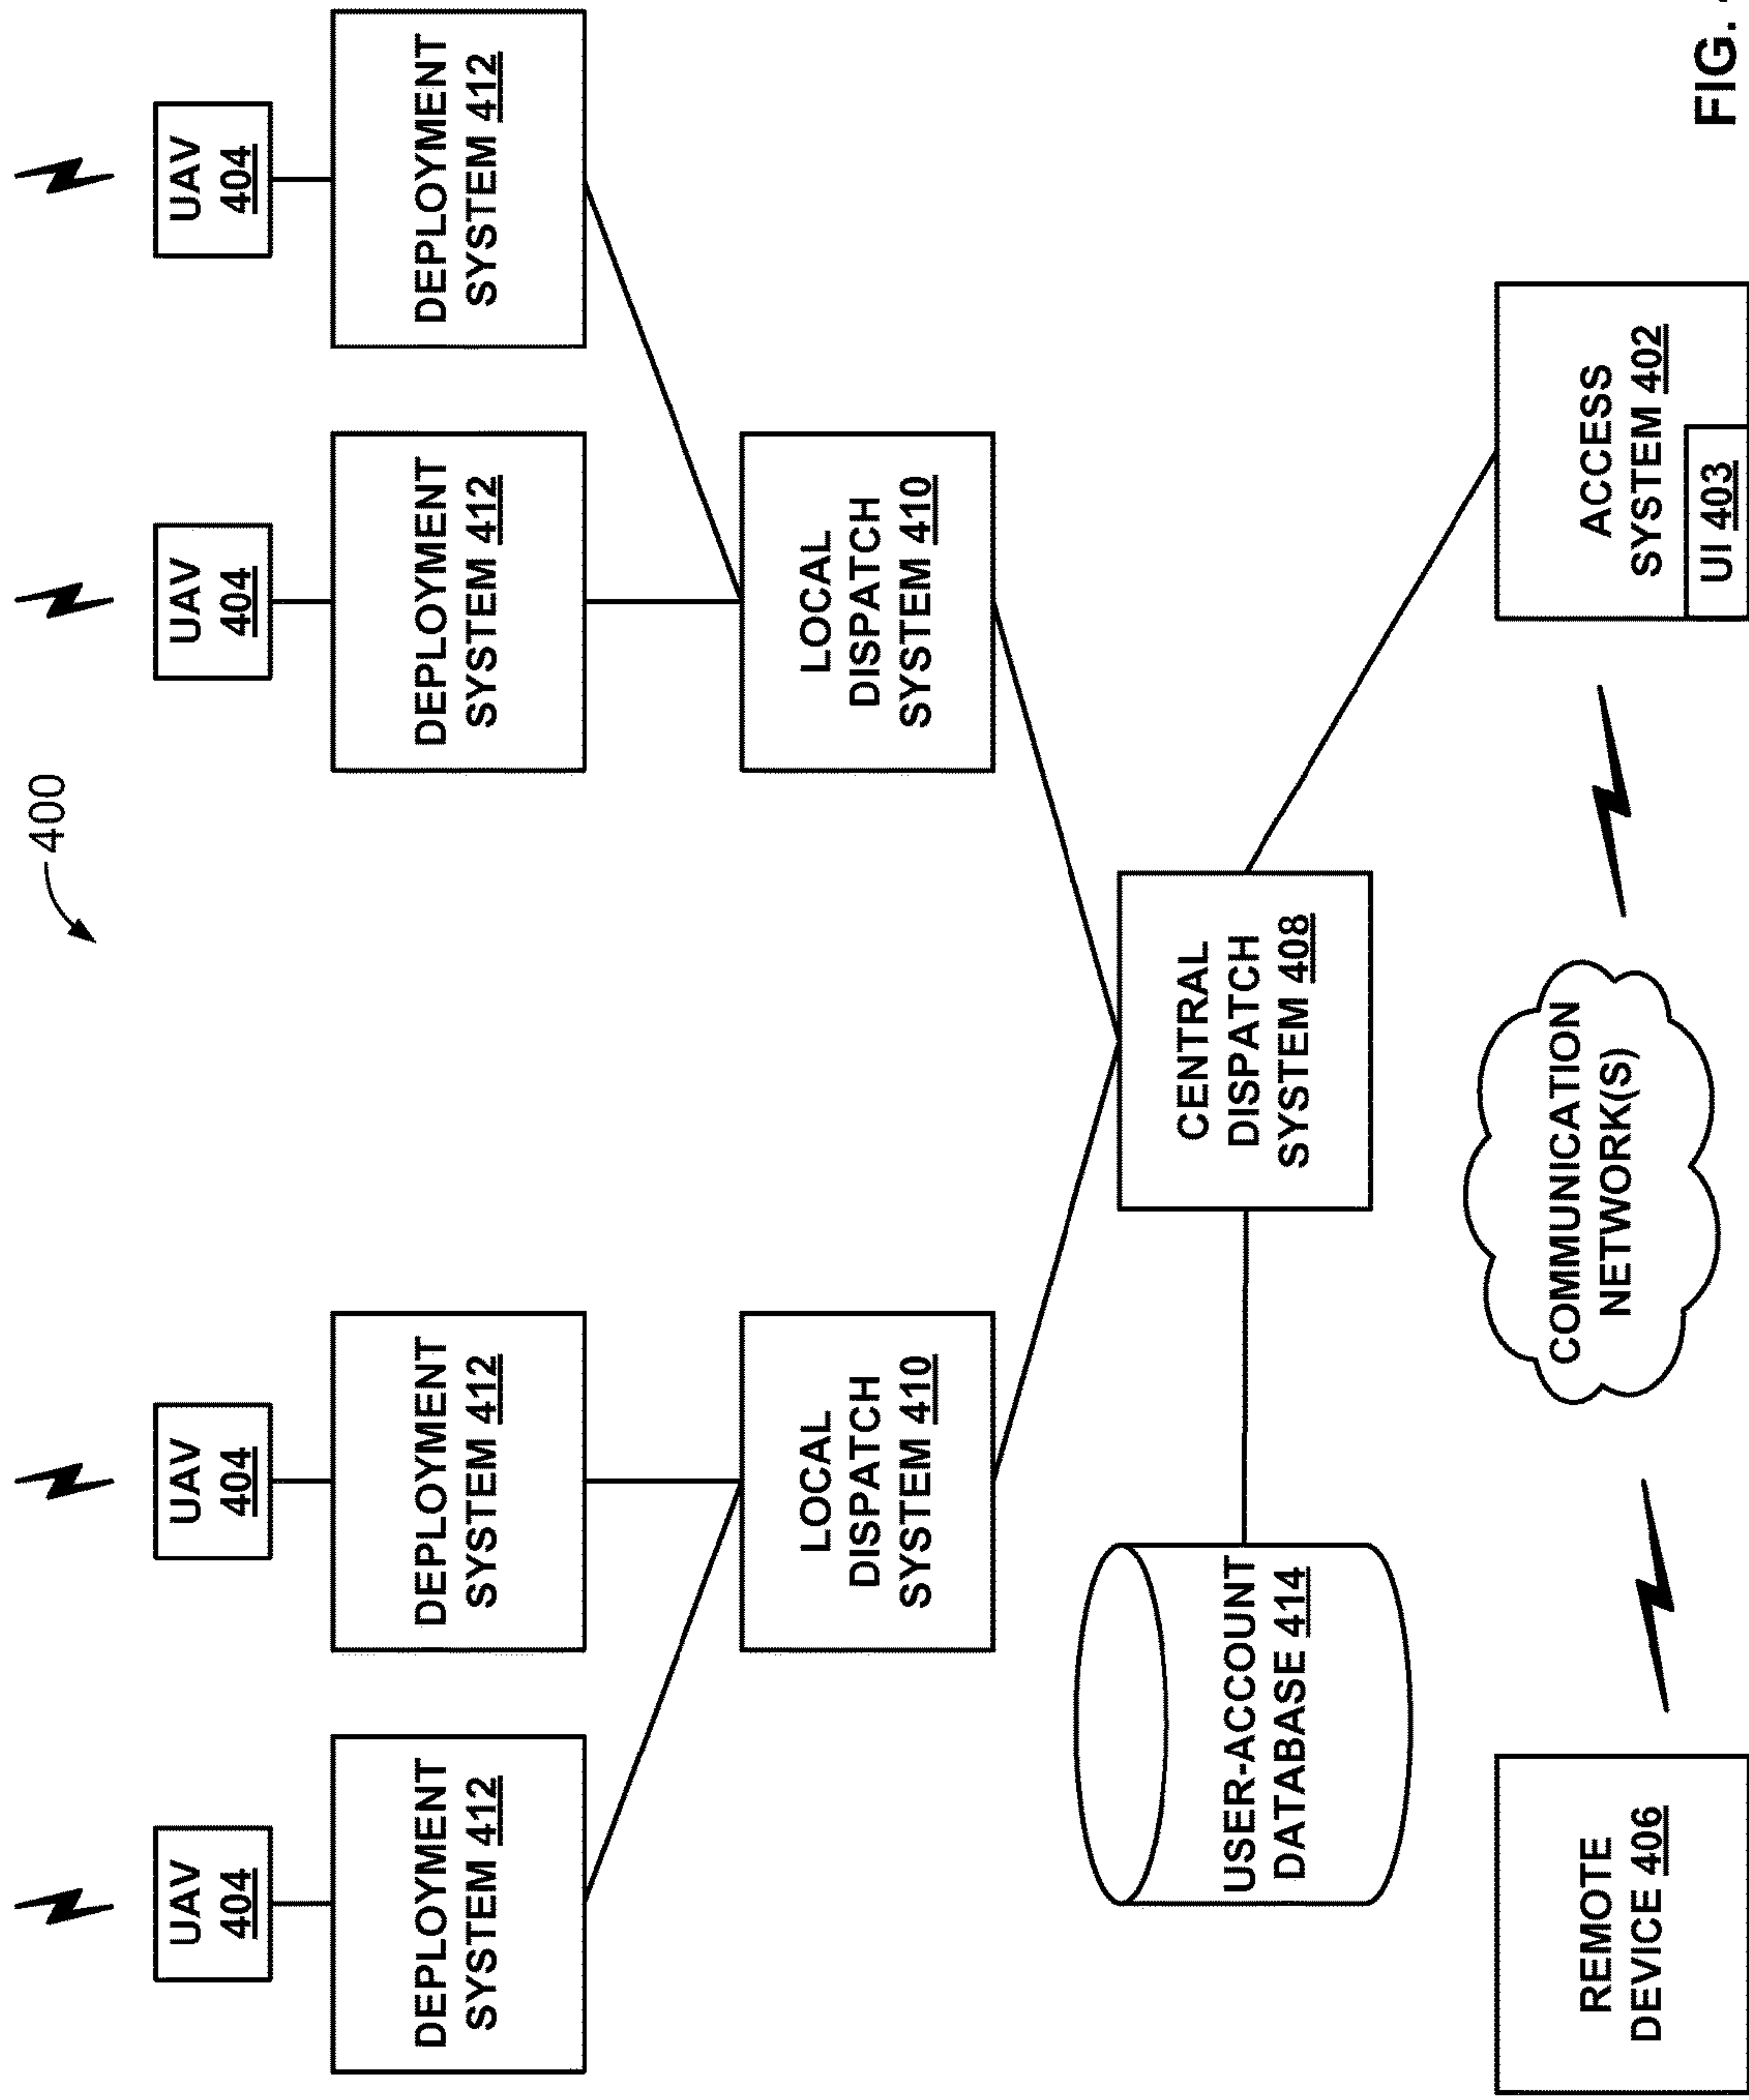 400
UAV
404
UAV
404
UAV
404
UAV
404
DEPLOYMENT
SYSTEM 412
DEPLOYMENT
SYSTEM 412
DEPLOYMENT
SYSTEM 412
DEPLOYMENT
SYSTEM 412
LOCAL
DISPATCH
SYSTEM 410
LOCAL
DISPATCH
SYSTEM 410
USER-ACCOUNT
DATABASE 414
CENTRAL
DISPATCH
SYSTEM 408
REMOTE
DEVICE 406
COMMUNICATION
NETWORK(S)
ACCESS
SYSTEM 402
UI 403
FIG.